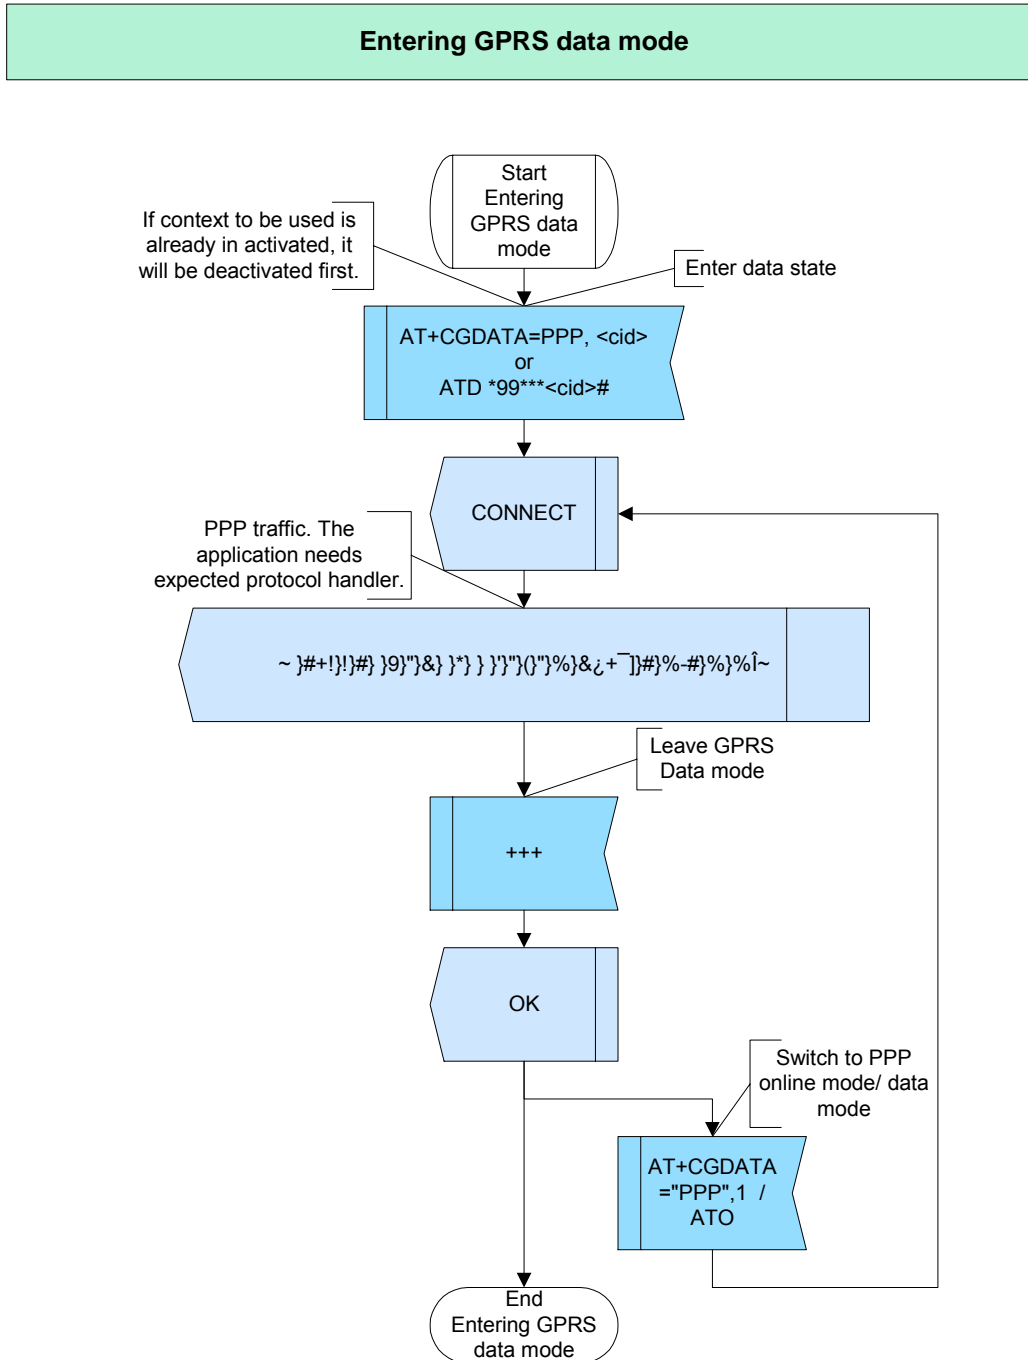 Entering GPRS data mode
Start
Entering
GPRS data
mode
If context to be used is
already in activated, it
will be deactivated first.
Enter data state
AT+CGDATA=PPP, <cid>
or
ATD *99***<cid>#
CONNECT
PPP traffic. The
application needs
expected protocol handler.
~ }#+!}!}#} }9}"}&} }*} } }'}"}(}"}%}&¿+¯]}#}%-#}%}%Î~
Leave GPRS
Data mode
+++
OK
Switch to PPP
online mode/ data
mode
AT+CGDATA
="PPP",1 /
ATO
End
Entering GPRS
data mode